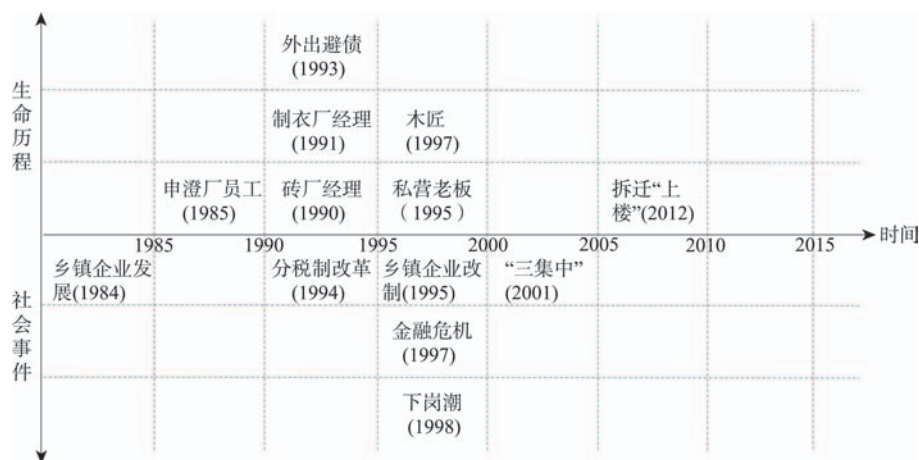 外出避债
(1993)
生命历程
制衣厂经理
(1991)
木匠
(1997)
申澄厂员工
(1985)
砖厂经理
(1990)
私营老板
(1995)
拆迁“上
楼”(2012)
1985
1990
1995
2000
2005
2010
2015
时间
乡镇企业发
展(1984)
分税制改革
(1994)
乡镇企业改
制(1995)
“三集中”
(2001)
社会事件
金融危机
(1997)
下岗潮
(1998)